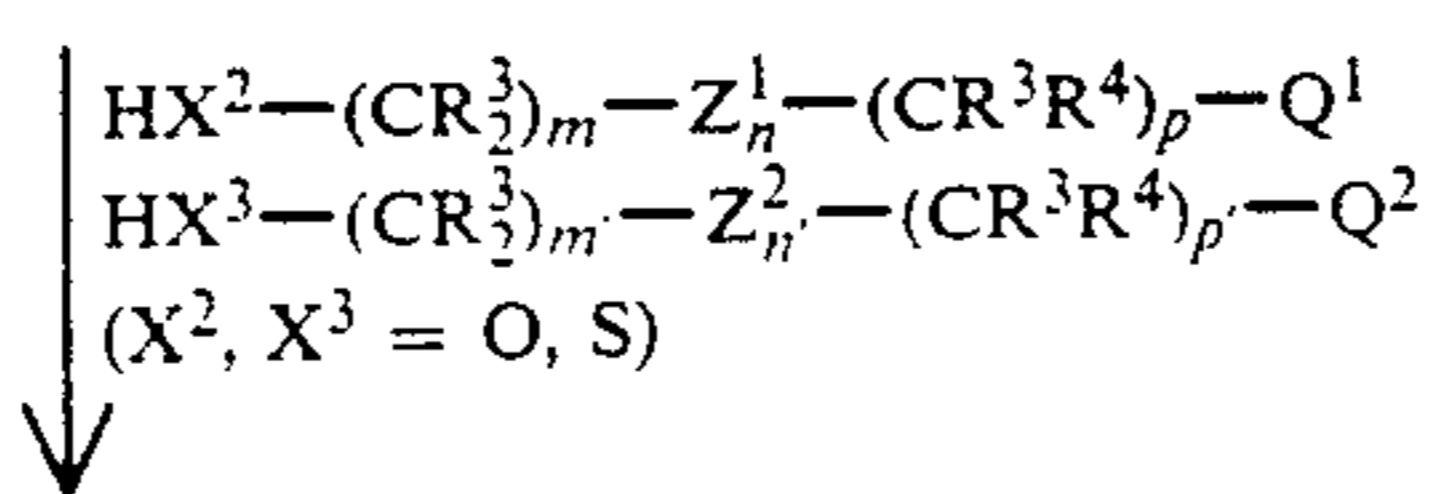 HX²—(CR³₂)ₘ—Z¹ₙ—(CR³R⁴)ₚ—Q¹
HX³—(CR³₂)ₘ′—Z²ₙ′—(CR³R⁴)ₚ′—Q²
(X², X³ = O, S)